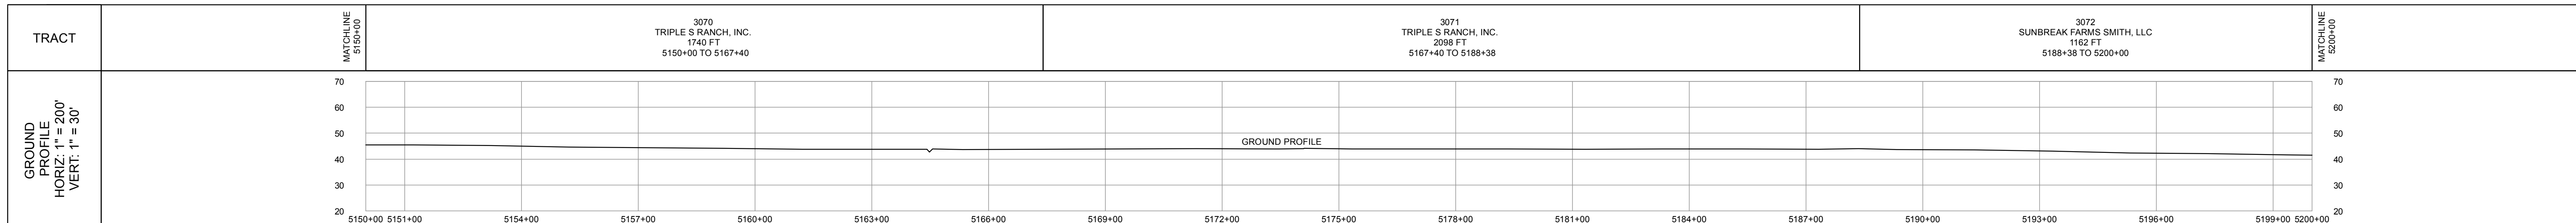 TRACT
MATCHLINE
5150+00
3070
TRIPLE S RANCH, INC.
1740 FT
5150+00 TO 5167+40
3071
TRIPLE S RANCH, INC.
2098 FT
5167+40 TO 5188+38
3072
SUNBREAK FARMS SMITH, LLC
1162 FT
5188+38 TO 5200+00
MATCHLINE
5200+00
GROUND
PROFILE
HORIZ: 1" = 200'
VERT: 1" = 30'
70 70
60 60
50 50
GROUND PROFILE
40 40
30 30
20 20
5150+00 5151+00 5154+00 5157+00 5160+00 5163+00 5166+00 5169+00 5172+00 5175+00 5178+00 5181+00 5184+00 5187+00 5190+00 5193+00 5196+00 5199+00 5200+00